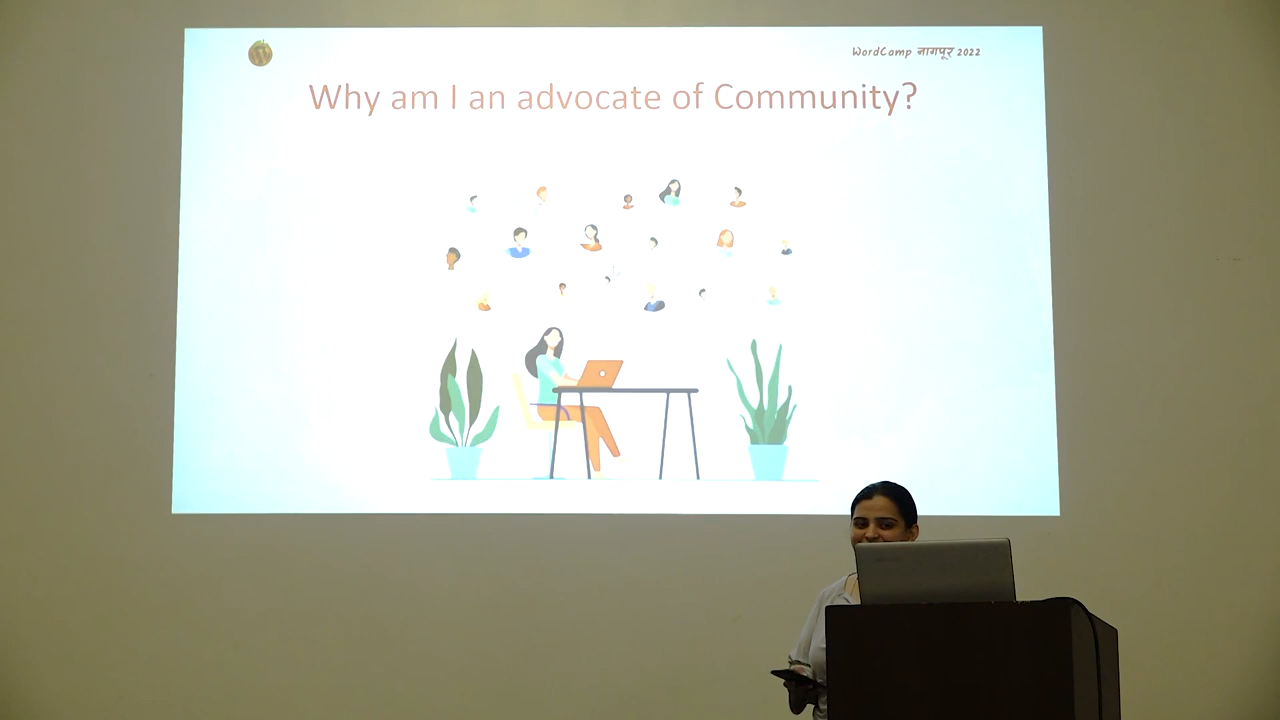 WordCamp नागपूर 2022
Why am I an advocate of Community?